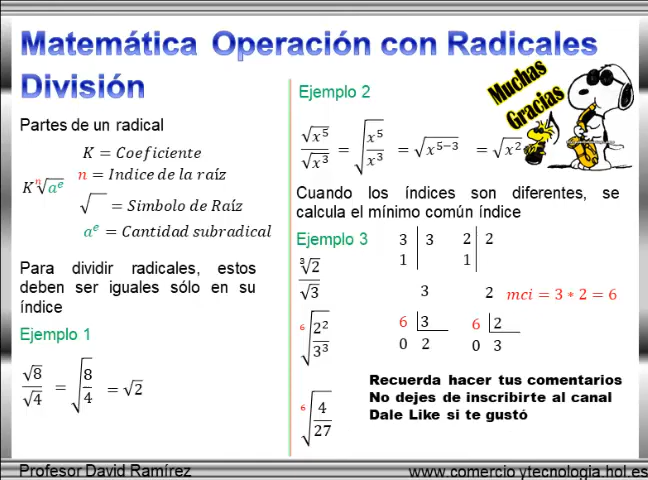 Matemática Operación con Radicales
División
Partes de un radical
K = Coeficiente
K ⁿ√aᵉ
n = Indice de la raíz
√ = Simbolo de Raíz
aᵉ = Cantidad subradical
Para dividir radicales, estos
deben ser iguales sólo en su
índice
Ejemplo 1
√8/√4 = √(8/4) = √2
Ejemplo 2
√x⁵/√x³ = √(x⁵/x³) = √x⁵⁻³ = √x²
Muchas
Gracias
Cuando los índices son diferentes, se
calcula el mínimo común índice
Ejemplo 3
3 | 3 2 | 2
1 | 1 |
³√2/√3
3 2 mci = 3 * 2 = 6
⁶√(2²/3³)
6 |3 6 |2
0 2 0 3
⁶√(4/27)
Recuerda hacer tus comentarios
No dejes de inscribirte al canal
Dale Like si te gustó
Profesor David Ramírez
www.comercio ytecnologia.hol.es